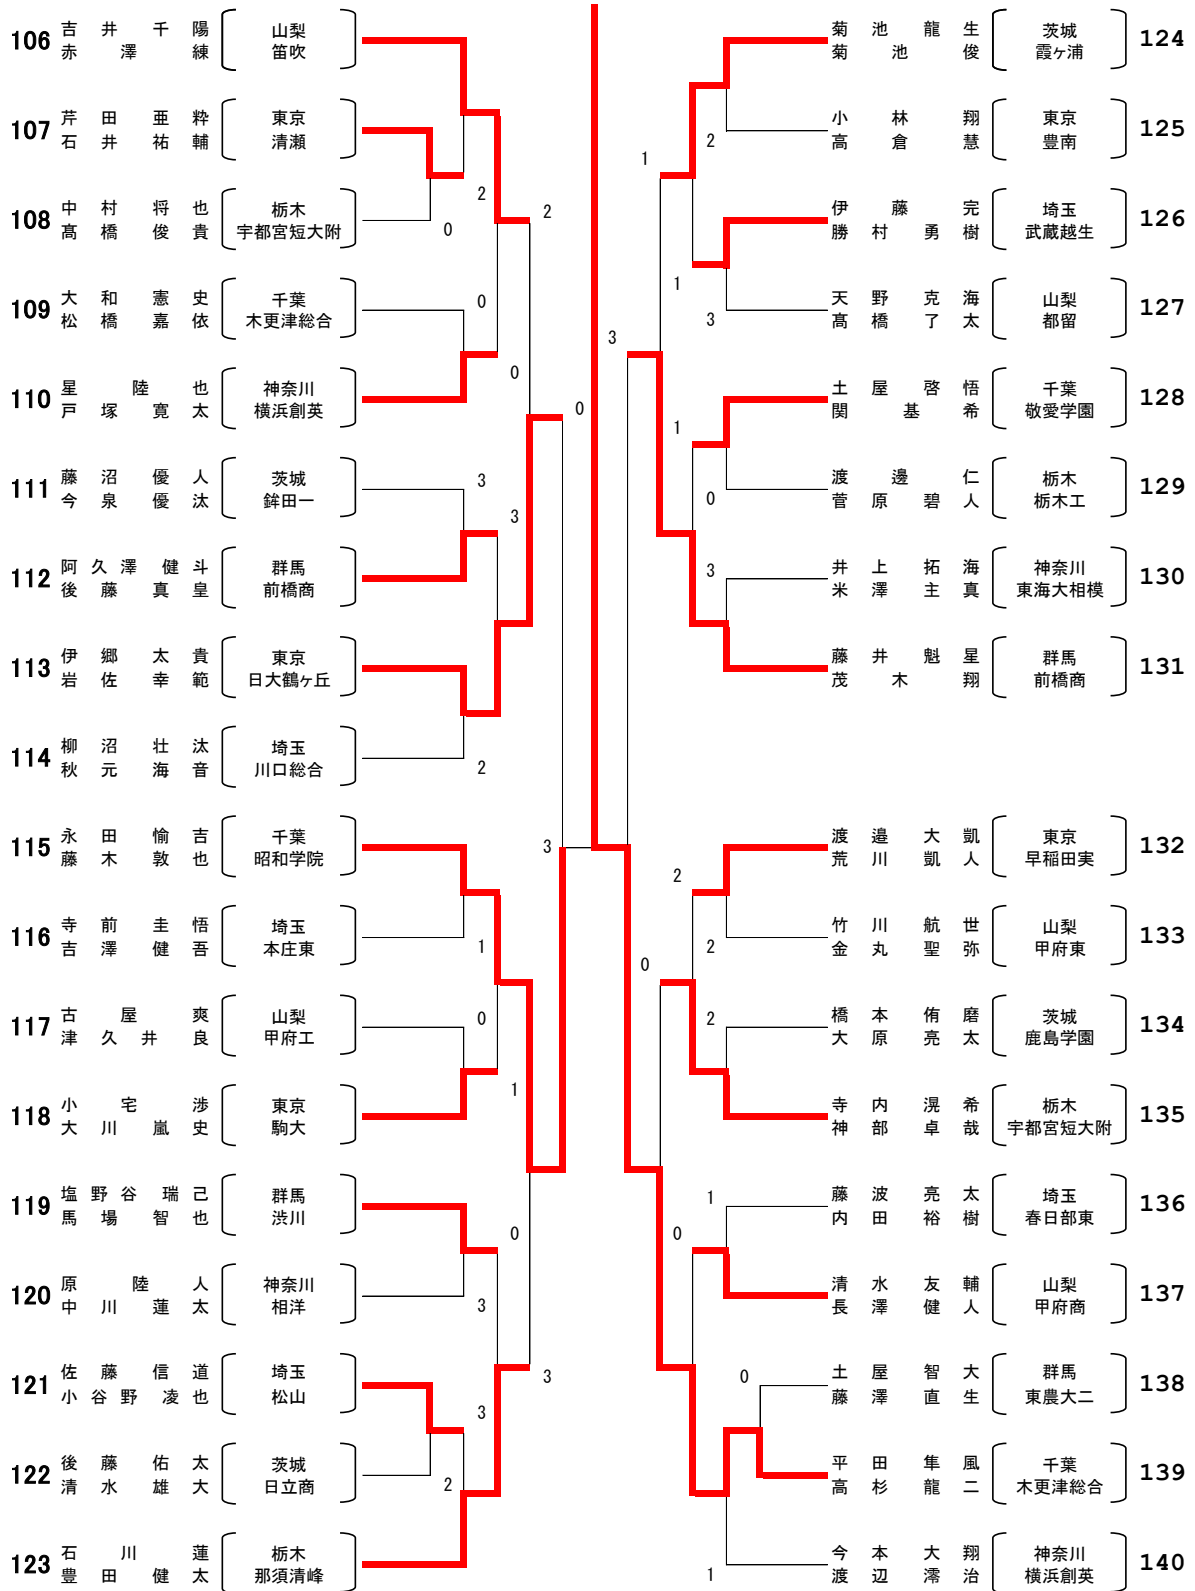 106 吉井千陽 山梨
赤澤練 笛吹
107 芹田亜粋 東京
石井祐輔 清瀬
108 中村将也 栃木
髙橋俊貴 宇都宮短大附
109 大和憲史 千葉
松橋嘉依 木更津総合
110 星陸也 神奈川
戸塚寛太 横浜創英
111 藤沼優人 茨城
今泉優汰 鉾田一
112 阿久澤健斗 群馬
後藤真皇 前橋商
113 伊郷太貴 東京
岩佐幸範 日大鶴ヶ丘
114 柳沼壮汰 埼玉
秋元海音 川口総合
115 永田愉吉 千葉
藤木敦也 昭和学院
116 寺前圭悟 埼玉
吉澤健吾 本庄東
117 古屋爽 山梨
津久井良 甲府工
118 小宅渉 東京
大川嵐史 駒大
119 塩野谷瑞己 群馬
馬場智也 渋川
120 原陸人 神奈川
中川蓮太 相洋
121 佐藤信道 埼玉
小谷野凌也 松山
122 後藤佑太 茨城
清水雄大 日立商
123 石川蓮 栃木
豊田健太 那須清峰
2
0
2
0
0
0
3
3
2
3
1
0
1
0
3
3
3
2
1
2
1
3
3
1
0
3
2
2
0
2
1
0
0
1
菊池龍生 茨城 124
菊池俊 霞ヶ浦
小林翔 東京 125
高倉慧 豊南
伊藤完 埼玉 126
勝村勇樹 武蔵越生
天野克海 山梨 127
髙橋了太 都留
土屋啓悟 千葉 128
関基希 敬愛学園
渡邊仁 栃木 129
菅原碧人 栃木工
井上拓海 神奈川 130
米澤主真 東海大相模
藤井魁星 群馬 131
茂木翔 前橋商
渡邉大凱 東京 132
荒川凱人 早稲田実
竹川航世 山梨 133
金丸聖弥 甲府東
橋本侑磨 茨城 134
大原亮太 鹿島学園
寺内滉希 栃木 135
神部卓哉 宇都宮短大附
藤波亮太 埼玉 136
内田裕樹 春日部東
清水友輔 山梨 137
長澤健人 甲府商
土屋智大 群馬 138
藤澤直生 東農大二
平田隼風 千葉 139
高杉龍二 木更津総合
今本大翔 神奈川 140
渡辺澪治 横浜創英